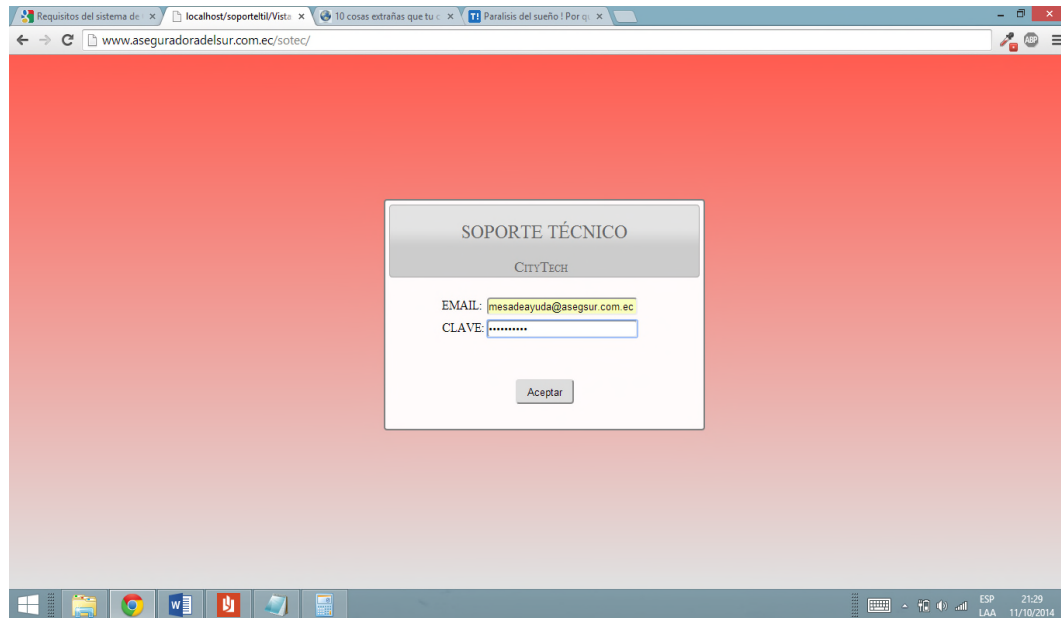 Requisitos del sistema de
localhost/soporteltil/Vista
10 cosas extrañas que tu c
T!
Paralisis del sueño ! Por qu
www.aseguradoradelsur.com.ec/sotec/
ABP
SOPORTE TÉCNICO
CITYTECH
EMAIL: mesadeayuda@asegsur.com.ec
CLAVE: ••••••••••
Aceptar
ESP 21:29
LAA 11/10/2014